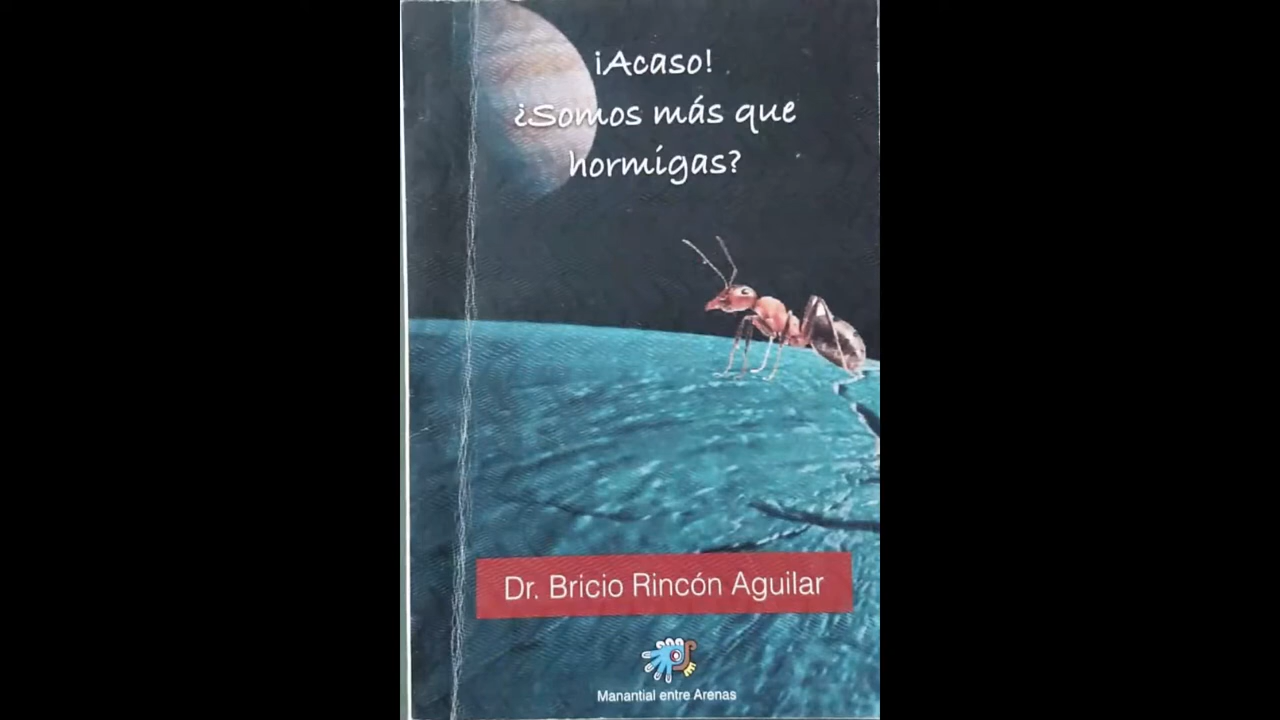 ¡Acaso!
¿Somos más que
hormigas?
Dr. Bricio Rincón Aguilar
Manantial entre Arenas